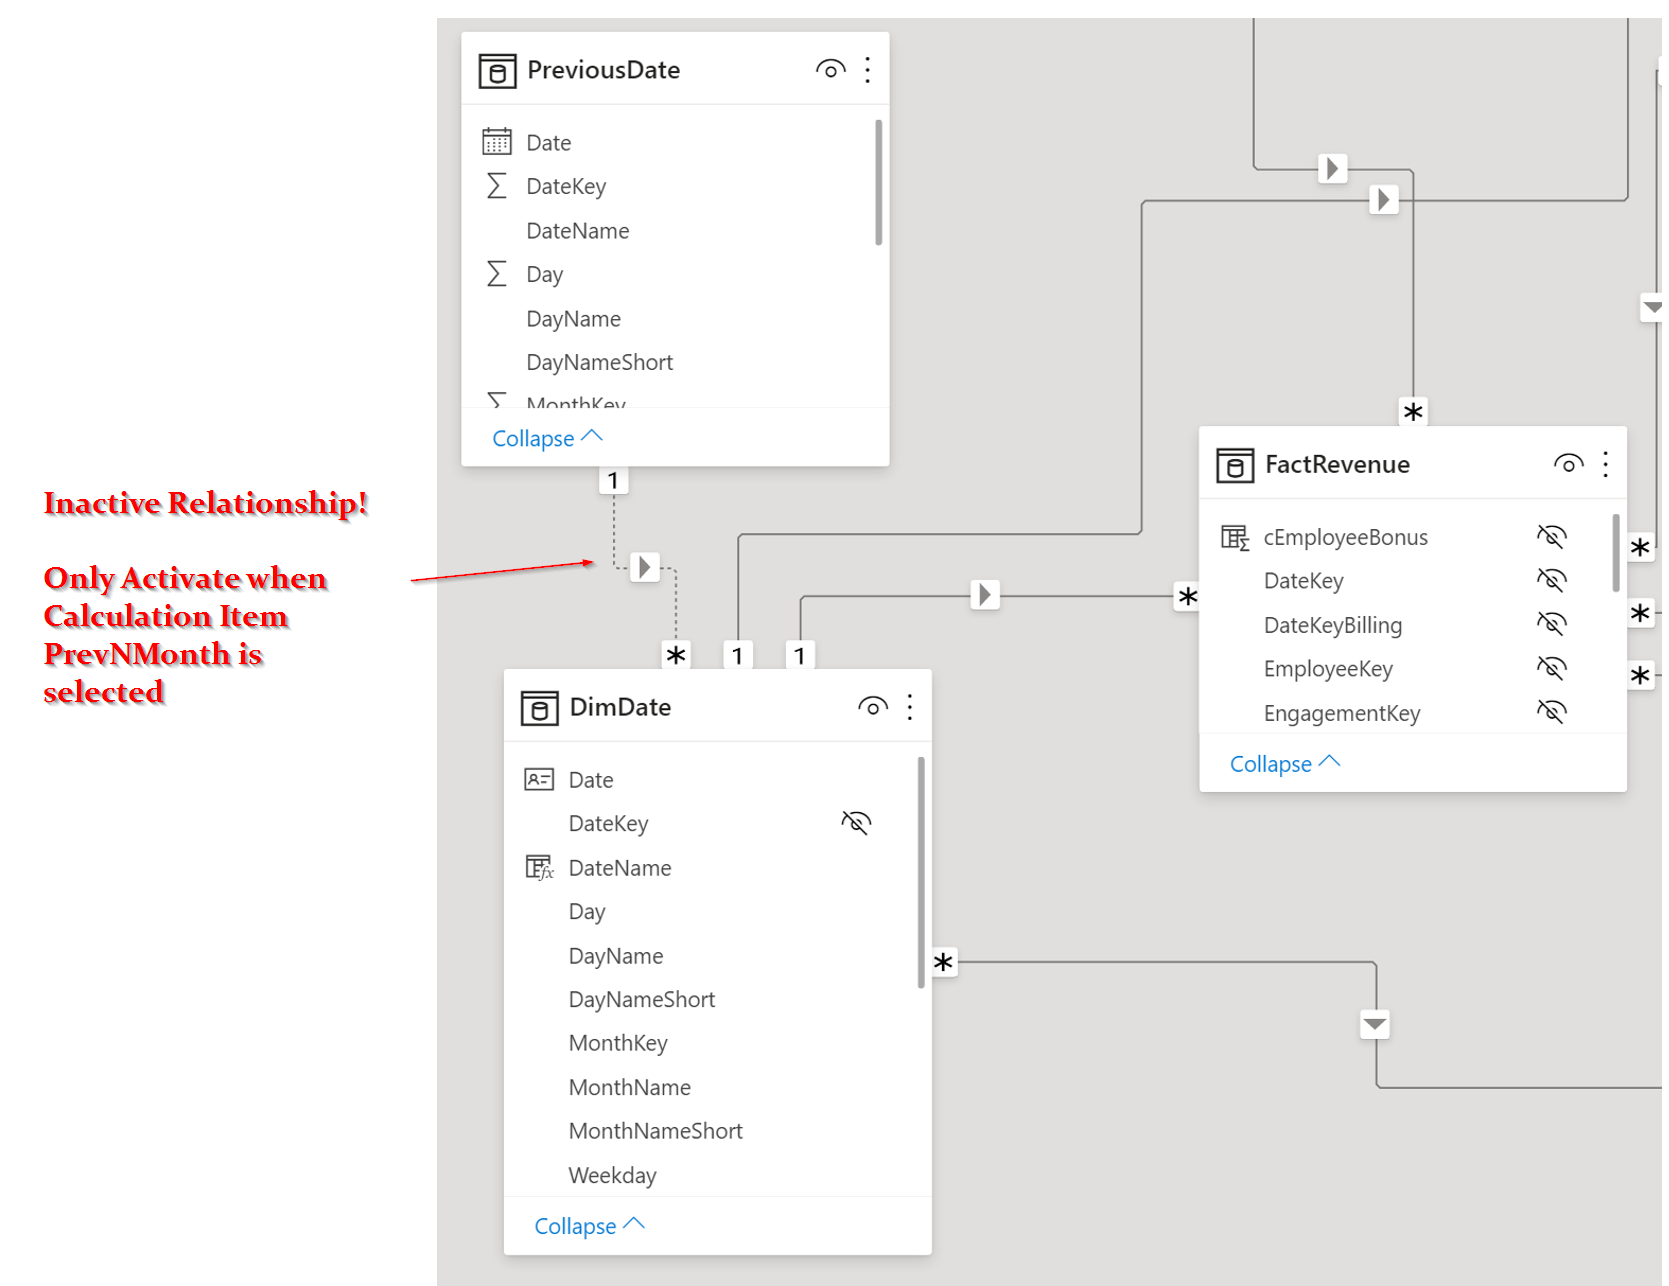 PreviousDate
Date
DateKey
DateName
Day
DayName
DayNameShort
MonthKey
Collapse
1
Inactive Relationship!
Only Activate when
Calculation Item
PrevNMonth is
selected
*
1
1
DimDate
Date
DateKey
DateName
Day
DayName
DayNameShort
MonthKey
MonthName
MonthNameShort
Weekday
Collapse
*
*
*
FactRevenue
cEmployeeBonus
DateKey
DateKeyBilling
EmployeeKey
EngagementKey
Collapse
*
*
*